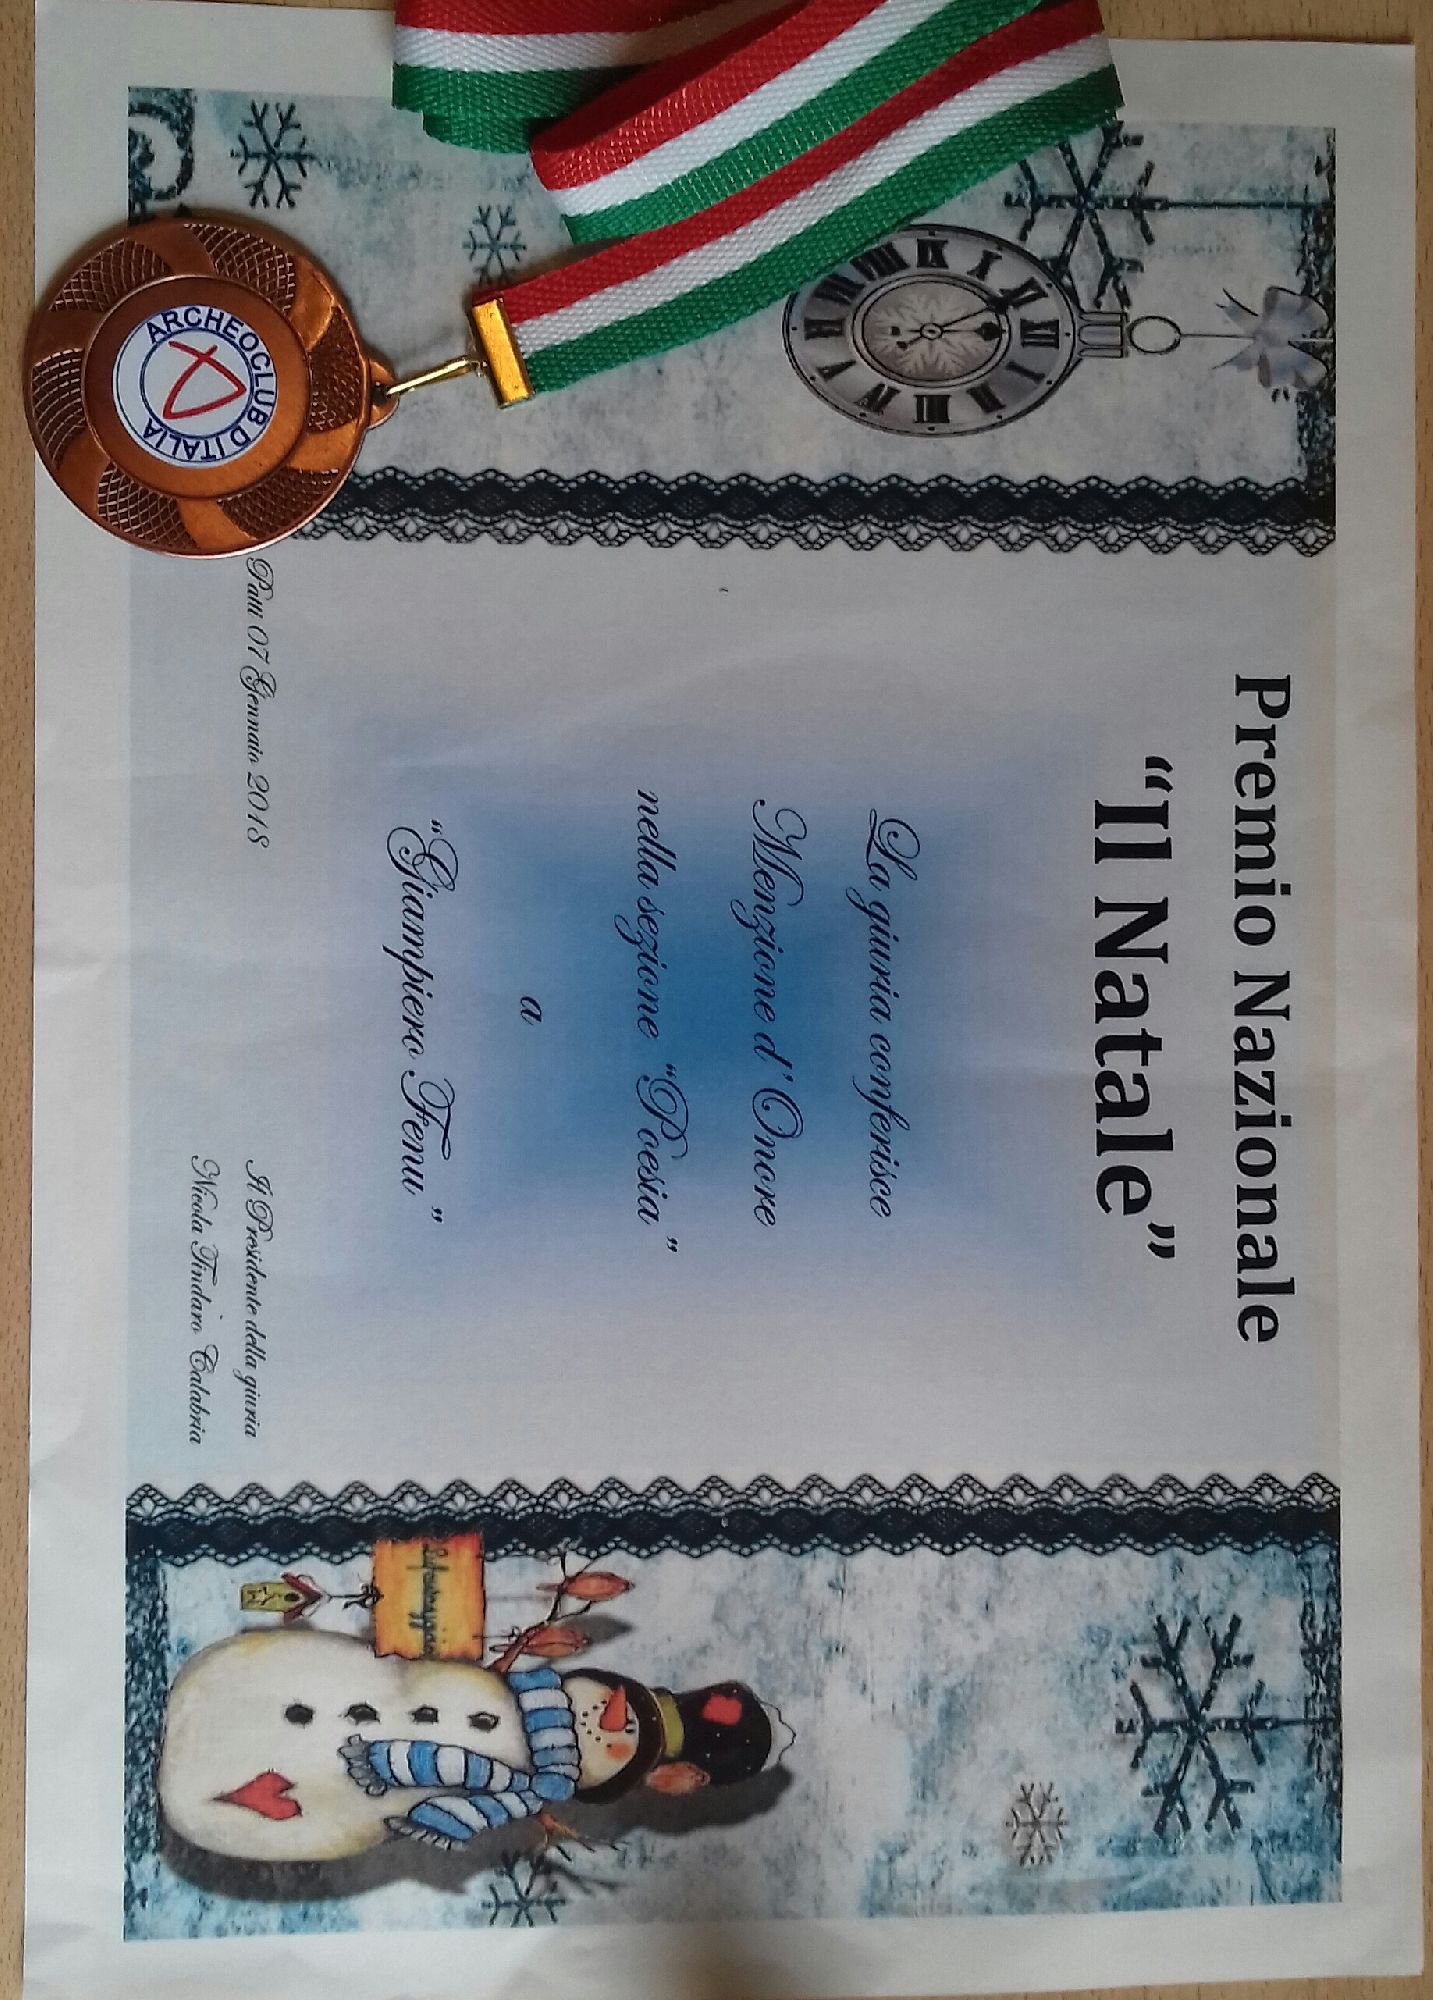 Premio Nazionale
“Il Natale”
La giuria conferisce
Menzione d'Onore
nella sezione “Poesia”
a
“Giampiero Fenu”
Patti 07 Gennaio 2018
Il Presidente della giuria
Nicola Tindaro Calabria
ARCHEOCLUB D'ITALIA